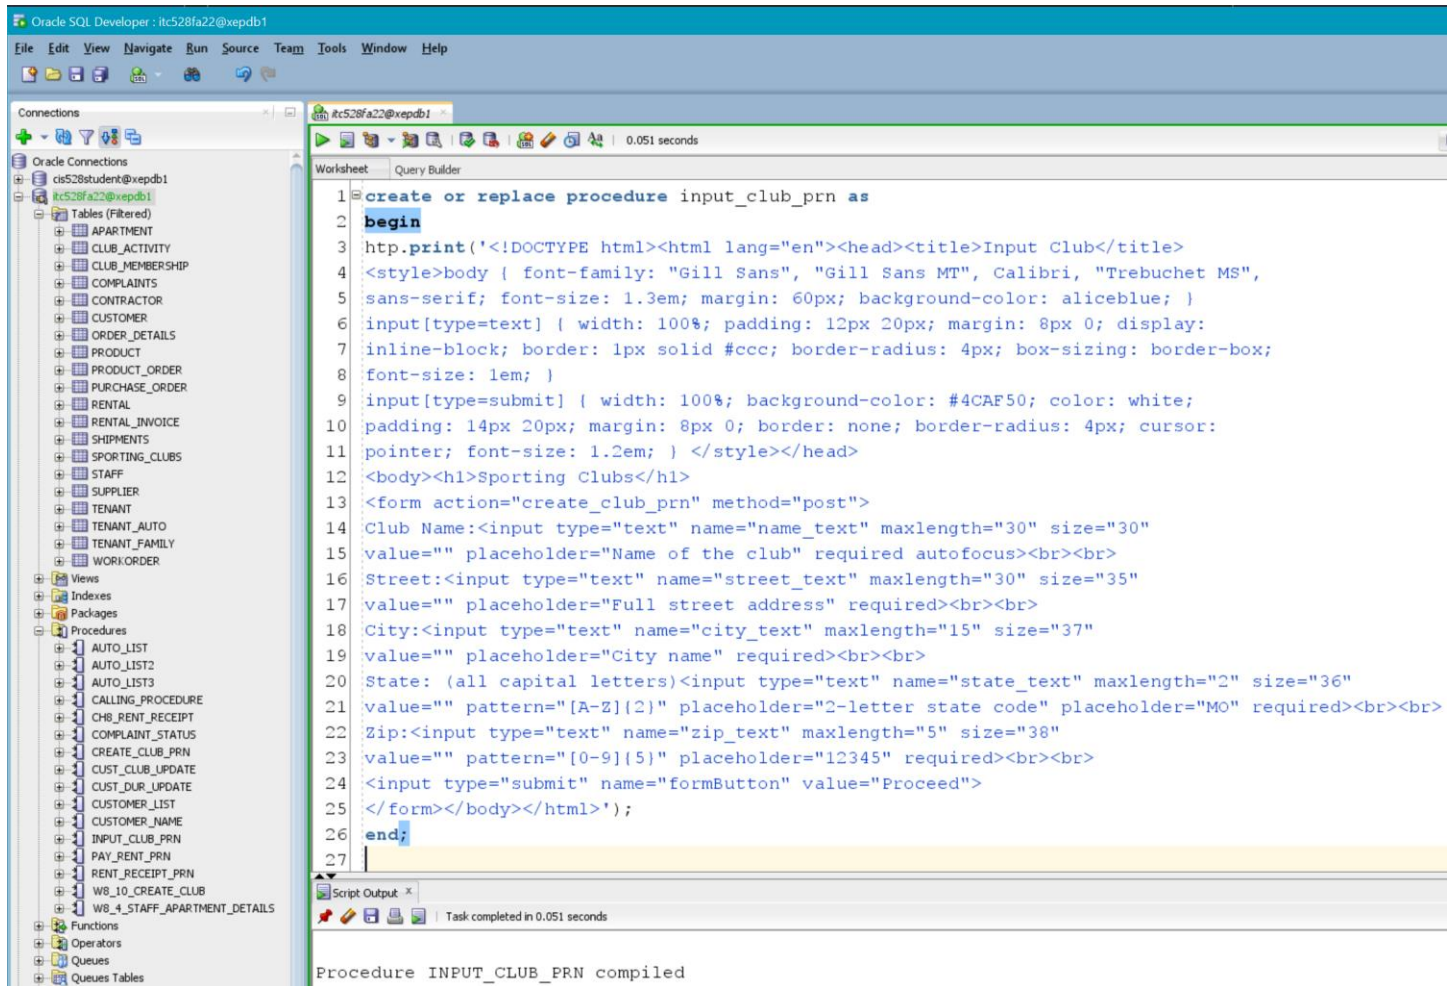 Oracle SQL Developer : itc528fa22@xepdb1
File Edit View Navigate Run Source Team Tools Window Help
Connections
Oracle Connections
cis528student@xepdb1
itc528fa22@xepdb1
Tables (Filtered)
APARTMENT
CLUB_ACTIVITY
CLUB_MEMBERSHIP
COMPLAINTS
CONTRACTOR
CUSTOMER
ORDER_DETAILS
PRODUCT
PRODUCT_ORDER
PURCHASE_ORDER
RENTAL
RENTAL_INVOICE
SHIPMENTS
SPORTING_CLUBS
STAFF
SUPPLIER
TENANT
TENANT_AUTO
TENANT_FAMILY
WORKORDER
Views
Indexes
Packages
Procedures
AUTO_LIST
AUTO_LIST2
AUTO_LIST3
CALLING_PROCEDURE
CH8_RENT_RECEIPT
COMPLAINT_STATUS
CREATE_CLUB_PRN
CUST_CLUB_UPDATE
CUST_DUR_UPDATE
CUSTOMER_LIST
CUSTOMER_NAME
INPUT_CLUB_PRN
PAY_RENT_PRN
RENT_RECEIPT_PRN
W8_10_CREATE_CLUB
W8_4_STAFF_APARTMENT_DETAILS
Functions
Operators
Queues
Queues Tables
itc528fa22@xepdb1
0.051 seconds
Worksheet Query Builder
1 create or replace procedure input_club_prn as
2 begin
3 htp.print('<!DOCTYPE html><html lang="en"><head><title>Input Club</title>
4 <style>body { font-family: "Gill Sans", "Gill Sans MT", Calibri, "Trebuchet MS",
5 sans-serif; font-size: 1.3em; margin: 60px; background-color: aliceblue; }
6 input[type=text] { width: 100%; padding: 12px 20px; margin: 8px 0; display:
7 inline-block; border: 1px solid #ccc; border-radius: 4px; box-sizing: border-box;
8 font-size: 1em; }
9 input[type=submit] { width: 100%; background-color: #4CAF50; color: white;
10 padding: 14px 20px; margin: 8px 0; border: none; border-radius: 4px; cursor:
11 pointer; font-size: 1.2em; } </style></head>
12 <body><h1>Sporting Clubs</h1>
13 <form action="create_club_prn" method="post">
14 Club Name:<input type="text" name="name_text" maxlength="30" size="30"
15 value="" placeholder="Name of the club" required autofocus><br><br>
16 Street:<input type="text" name="street_text" maxlength="30" size="35"
17 value="" placeholder="Full street address" required><br><br>
18 City:<input type="text" name="city_text" maxlength="15" size="37"
19 value="" placeholder="City name" required><br><br>
20 State: (all capital letters)<input type="text" name="state_text" maxlength="2" size="36"
21 value="" pattern="[A-Z]{2}" placeholder="2-letter state code" placeholder="MO" required><br><br>
22 Zip:<input type="text" name="zip_text" maxlength="5" size="38"
23 value="" pattern="[0-9]{5}" placeholder="12345" required><br><br>
24 <input type="submit" name="formButton" value="Proceed">
25 </form></body></html>');
26 end;
27
Script Output
Task completed in 0.051 seconds
Procedure INPUT_CLUB_PRN compiled